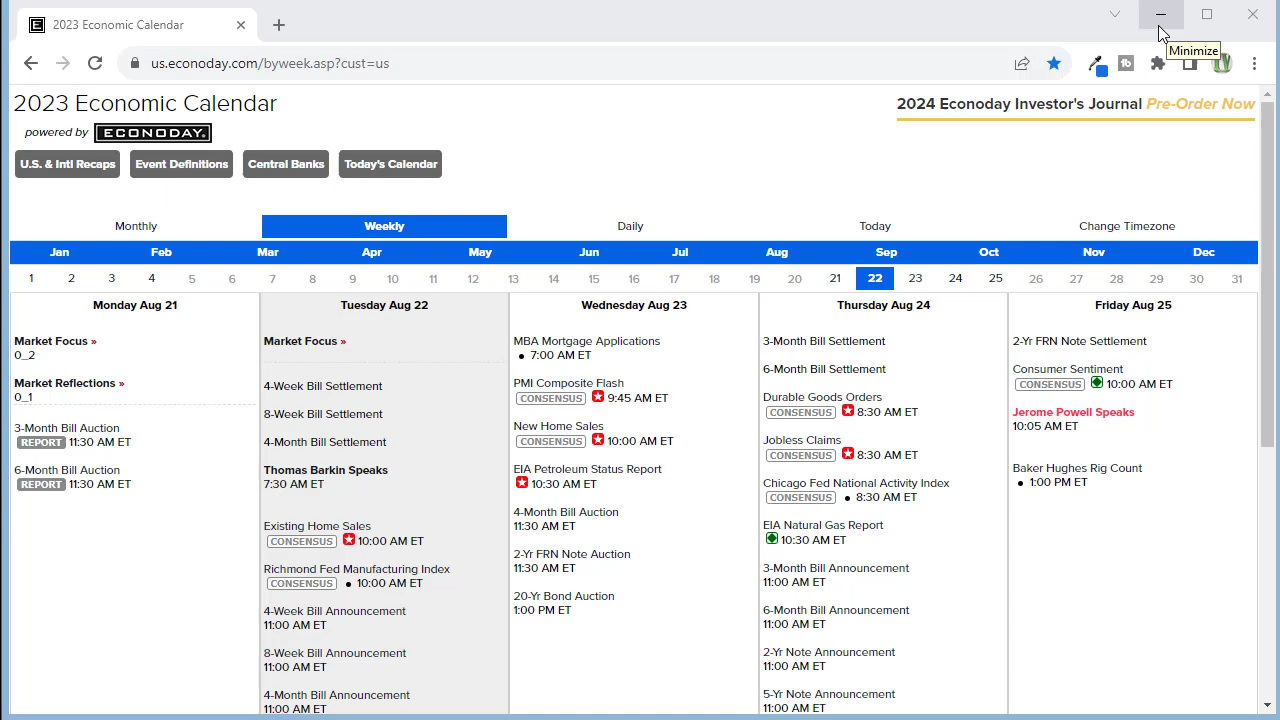 2023 Economic Calendar
us.econoday.com/byweek.asp?cust=us
Minimize
2023 Economic Calendar
2024 Econoday Investor's Journal Pre-Order Now
powered by ECONODAY
U.S. & Intl Recaps Event Definitions Central Banks Today's Calendar
Monthly Weekly Daily Today Change Timezone
Jan Feb Mar Apr May Jun Jul Aug Sep Oct Nov Dec
1 2 3 4 5 6 7 8 9 10 11 12 13 14 15 16 17 18 19 20 21 22 23 24 25 26 27 28 29 30 31
Monday Aug 21
Market Focus »
0_2
Market Reflections »
0_1
3-Month Bill Auction
REPORT 11:30 AM ET
6-Month Bill Auction
REPORT 11:30 AM ET
Tuesday Aug 22
Market Focus »
4-Week Bill Settlement
8-Week Bill Settlement
4-Month Bill Settlement
Thomas Barkin Speaks
7:30 AM ET
Existing Home Sales
CONSENSUS 10:00 AM ET
Richmond Fed Manufacturing Index
CONSENSUS 10:00 AM ET
4-Week Bill Announcement
11:00 AM ET
8-Week Bill Announcement
11:00 AM ET
4-Month Bill Announcement
11:00 AM ET
Wednesday Aug 23
MBA Mortgage Applications
7:00 AM ET
PMI Composite Flash
CONSENSUS 9:45 AM ET
New Home Sales
CONSENSUS 10:00 AM ET
EIA Petroleum Status Report
10:30 AM ET
4-Month Bill Auction
11:30 AM ET
2-Yr FRN Note Auction
11:30 AM ET
20-Yr Bond Auction
1:00 PM ET
Thursday Aug 24
3-Month Bill Settlement
6-Month Bill Settlement
Durable Goods Orders
CONSENSUS 8:30 AM ET
Jobless Claims
CONSENSUS 8:30 AM ET
Chicago Fed National Activity Index
CONSENSUS 8:30 AM ET
EIA Natural Gas Report
10:30 AM ET
3-Month Bill Announcement
11:00 AM ET
6-Month Bill Announcement
11:00 AM ET
2-Yr Note Announcement
11:00 AM ET
5-Yr Note Announcement
11:00 AM ET
Friday Aug 25
2-Yr FRN Note Settlement
Consumer Sentiment
CONSENSUS 10:00 AM ET
Jerome Powell Speaks
10:05 AM ET
Baker Hughes Rig Count
1:00 PM ET